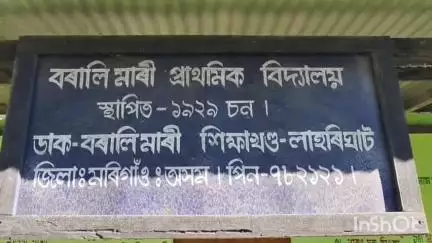 বৰালি মাৰী প্ৰাথমিক বিদ্যালয়
স্থাপিত - ১৯২৯ চন ।
ডাক-বৰালি মাৰী শিক্ষাখণ্ড-লাহৰিঘাট
জিলাঃ মৰিগাঁও ঃ অসম । পিন-৭৮২১২১ ।
InShOt